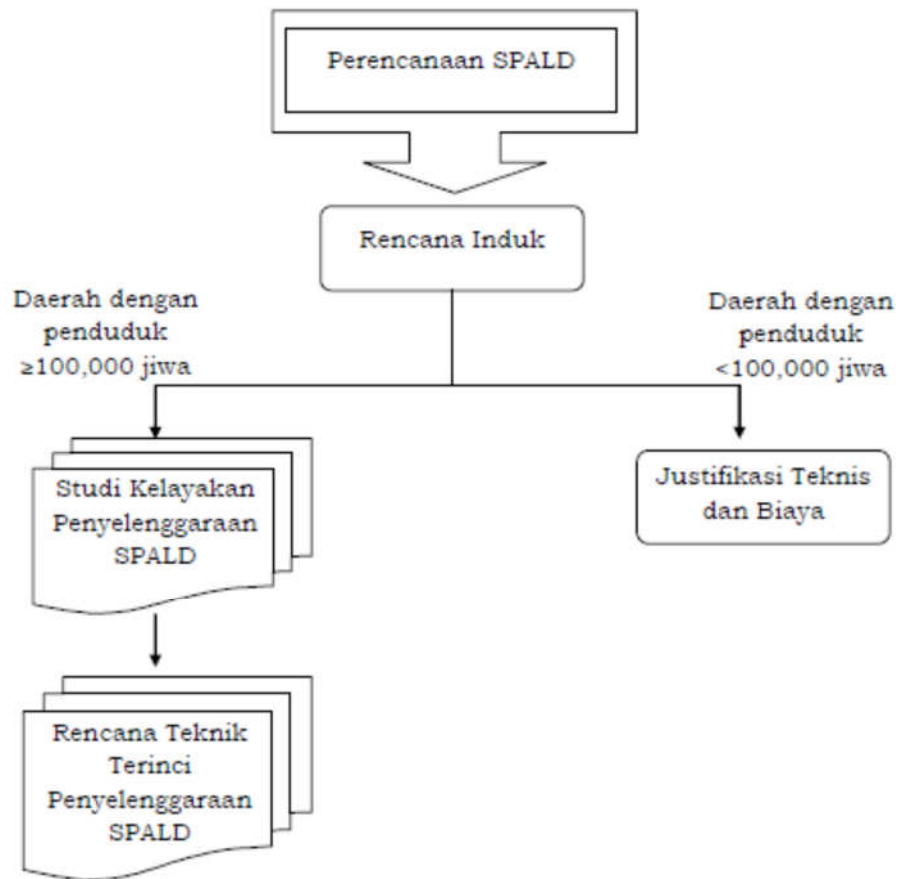 Perencanaan SPALD
Rencana Induk
Daerah dengan
penduduk
≥100,000 jiwa
Daerah dengan
penduduk
<100,000 jiwa
Studi Kelayakan
Penyelenggaraan
SPALD
Justifikasi Teknis
dan Biaya
Rencana Teknik
Terinci
Penyelenggaraan
SPALD